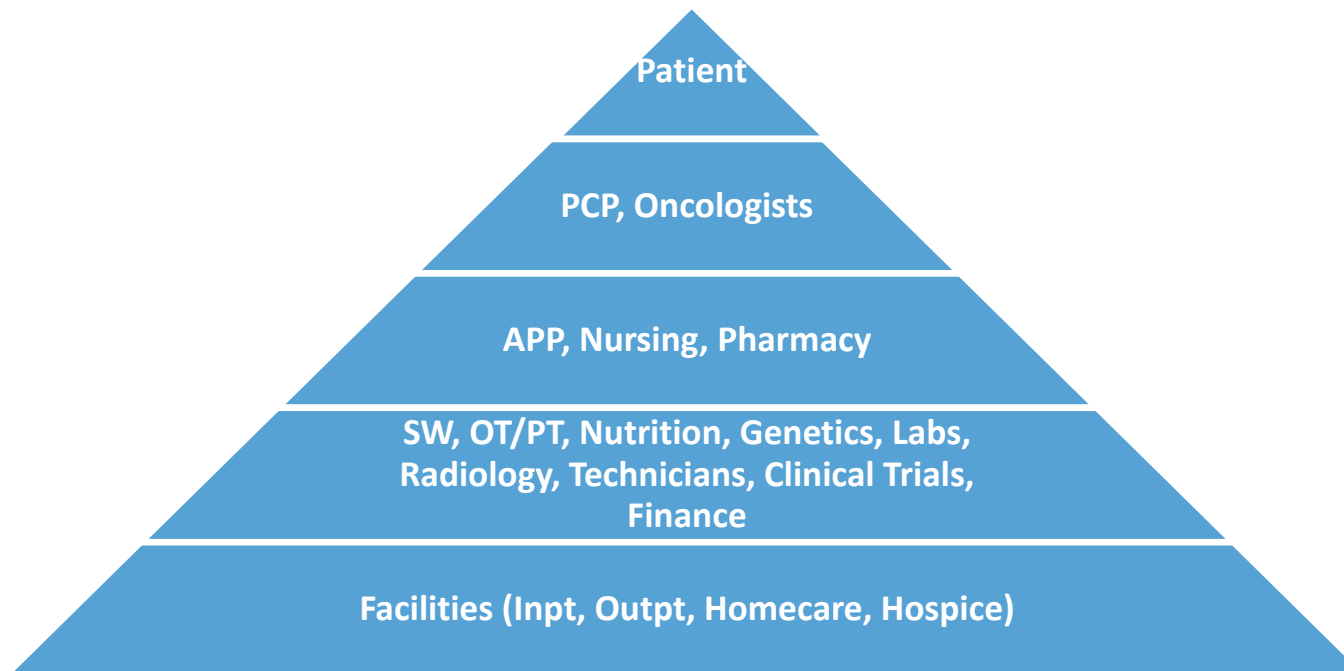 Patient
PCP, Oncologists
APP, Nursing, Pharmacy
SW, OT/PT, Nutrition, Genetics, Labs,
Radiology, Technicians, Clinical Trials,
Finance
Facilities (Inpt, Outpt, Homecare, Hospice)